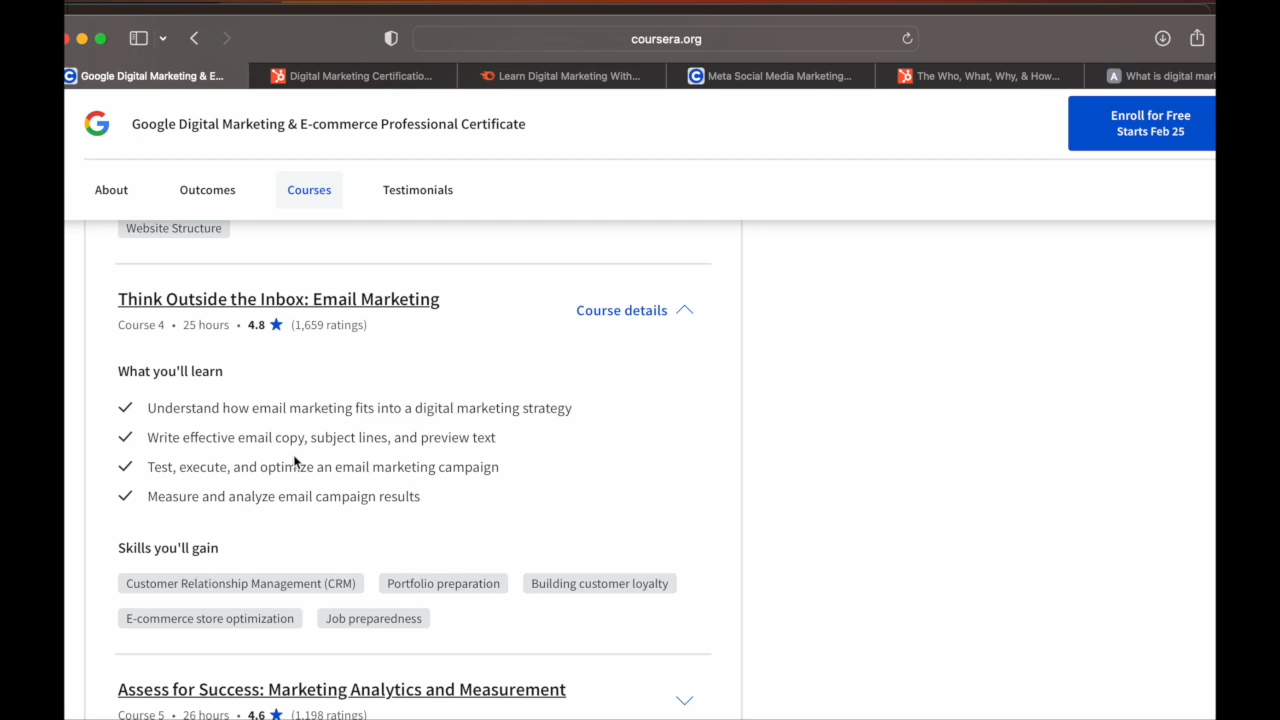 coursera.org
Google Digital Marketing & E...
Digital Marketing Certificatio...
Learn Digital Marketing With...
Meta Social Media Marketing...
The Who, What, Why, & How...
A What is digital mar
Google Digital Marketing & E-commerce Professional Certificate
Enroll for Free
Starts Feb 25
About
Outcomes
Courses
Testimonials
Website Structure
Think Outside the Inbox: Email Marketing
Course details
Course 4 • 25 hours • 4.8 ★ (1,659 ratings)
What you'll learn
Understand how email marketing fits into a digital marketing strategy
Write effective email copy, subject lines, and preview text
Test, execute, and optimize an email marketing campaign
Measure and analyze email campaign results
Skills you'll gain
Customer Relationship Management (CRM)
Portfolio preparation
Building customer loyalty
E-commerce store optimization
Job preparedness
Assess for Success: Marketing Analytics and Measurement
Course 5 • 26 hours • 4.6 ★ (1,198 ratings)